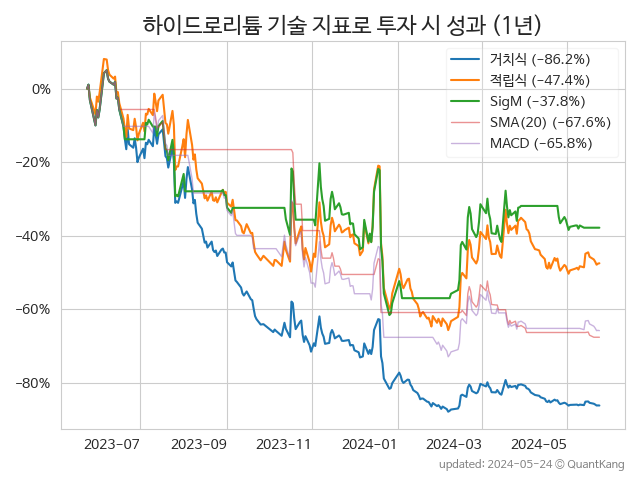 하이드로리튬 기술 지표로 투자 시 성과 (1년)
거치식 (−86.2%)
적립식 (−47.4%)
SigM (−37.8%)
SMA(20) (−67.6%)
MACD (−65.8%)
0%
−20%
−40%
−60%
−80%
2023−07 2023−09 2023−11 2024−01 2024−03 2024−05
updated: 2024-05-24 @ QuantKang